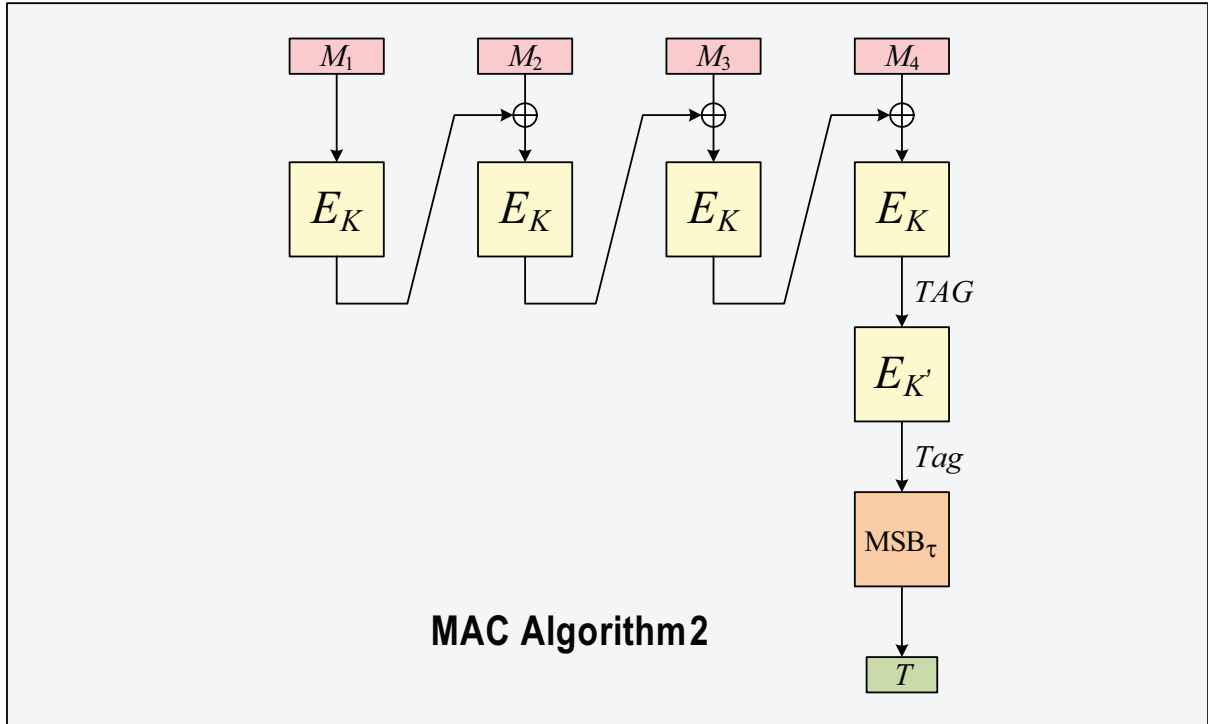 M1 M2 M3 M4
EK EK EK EK
TAG
EK'
Tag
MSBτ
MAC Algorithm 2
T